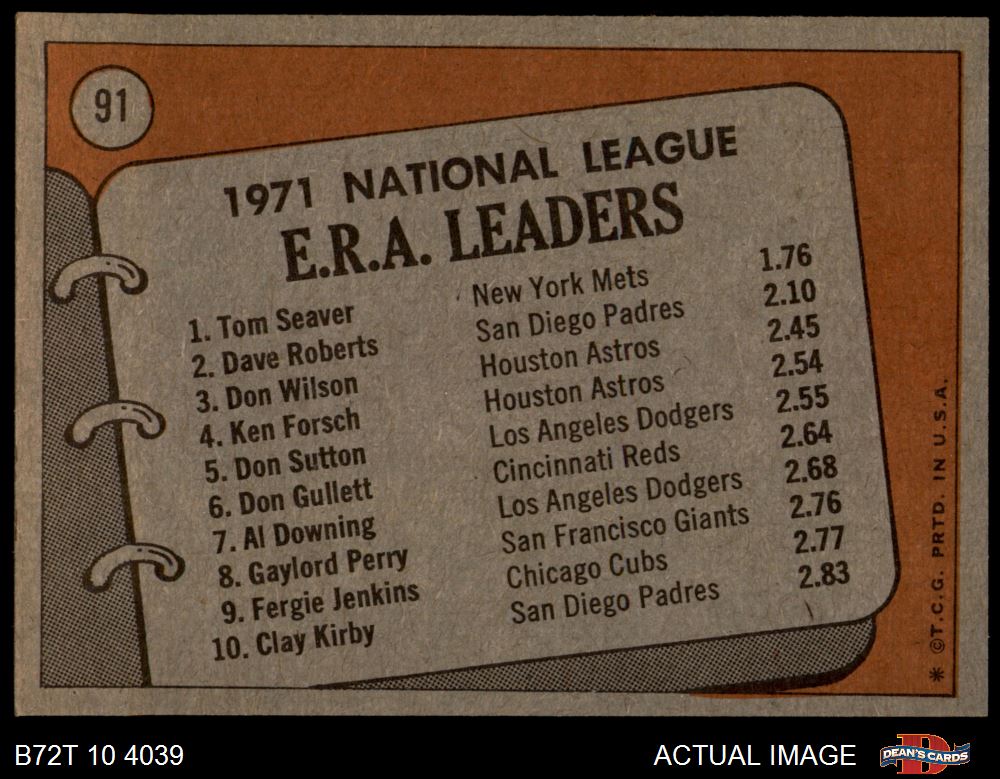 91
1971 NATIONAL LEAGUE
E.R.A. LEADERS
1. Tom Seaver New York Mets 1.76
2. Dave Roberts San Diego Padres 2.10
3. Don Wilson Houston Astros 2.45
4. Ken Forsch Houston Astros 2.54
5. Don Sutton Los Angeles Dodgers 2.55
6. Don Gullett Cincinnati Reds 2.64
7. Al Downing Los Angeles Dodgers 2.68
8. Gaylord Perry San Francisco Giants 2.76
9. Fergie Jenkins Chicago Cubs 2.77
10. Clay Kirby San Diego Padres 2.83
* ©T.C.G. PRTD. IN U.S.A.
B72T 10 4039 ACTUAL IMAGE DEAN'S CARDS